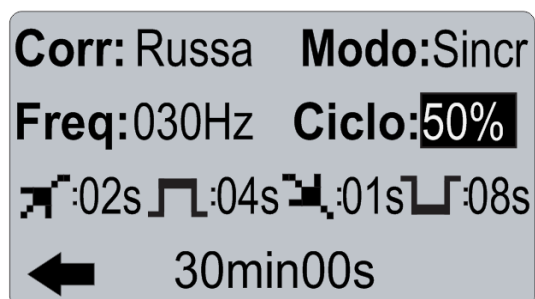 Corr: Russa Modo:Sincr
Freq:030Hz Ciclo:50%
:02s :04s :01s :08s
30min00s